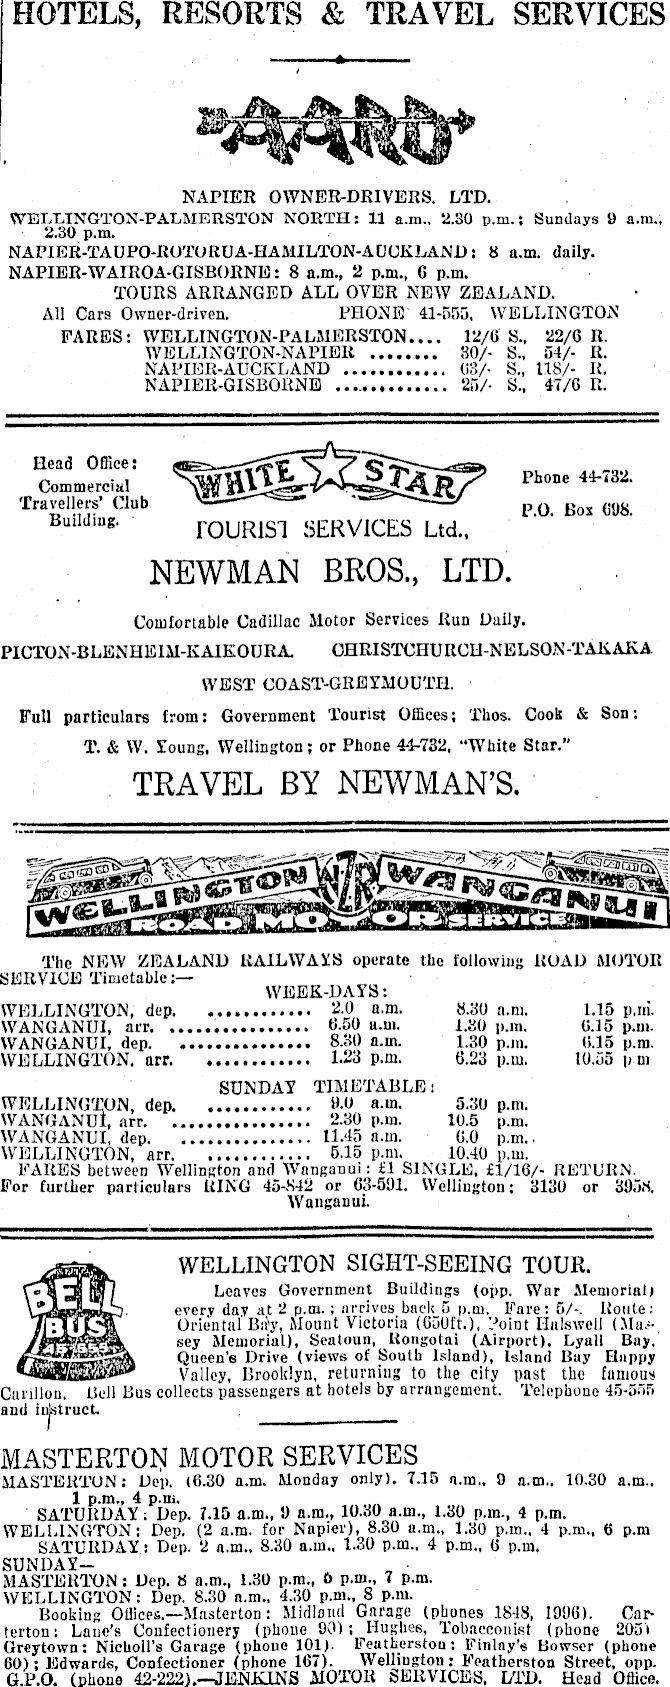 HOTELS, RESORTS & TRAVEL SERVICES
AARD
NAPIER OWNER-DRIVERS. LTD.
WELLINGTON-PALMERSTON NORTH: 11 a.m., 2.30 p.m.; Sundays 9 a.m.,
2.30 p.m.
NAPIER-TAUPO-ROTORUA-HAMILTON-AUCKLAND: 8 a.m. daily.
NAPIER-WAIROA-GISBORNE: 8 a.m., 2 p.m., 6 p.m.
TOURS ARRANGED ALL OVER NEW ZEALAND.
All Cars Owner-driven. PHONE 41-555, WELLINGTON
FARES: WELLINGTON-PALMERSTON.... 12/6 S., 22/6 R.
WELLINGTON-NAPIER ........ 30/- S., 54/- R.
NAPIER-AUCKLAND ............ 63/- S., 118/- R.
NAPIER-GISBORNE ............. 25/- S., 47/6 R.
Head Office:
Commercial
Travellers' Club
Building.
WHITE STAR
Phone 44-732.
P.O. Box 698.
TOURIST SERVICES Ltd.,
NEWMAN BROS., LTD.
Comfortable Cadillac Motor Services Run Daily.
PICTON-BLENHEIM-KAIKOURA. CHRISTCHURCH-NELSON-TAKAKA
WEST COAST-GREYMOUTH.
Full particulars from: Government Tourist Offices; Thos. Cook & Son;
T. & W. Young, Wellington; or Phone 44-732, "White Star."
TRAVEL BY NEWMAN'S.
WELLINGTON NZR WANGANUI
ROAD MOTOR SERVICE
The NEW ZEALAND RAILWAYS operate the following ROAD MOTOR
SERVICE Timetable:—
WEEK-DAYS:
WELLINGTON, dep. ............ 2.0 a.m. 8.30 a.m. 1.15 p.m.
WANGANUI, arr. ................ 6.50 a.m. 1.30 p.m. 6.15 p.m.
WANGANUI, dep. ............... 8.30 a.m. 1.30 p.m. 6.15 p.m.
WELLINGTON, arr. ............ 1.23 p.m. 6.23 p.m. 10.55 p m
SUNDAY TIMETABLE:
WELLINGTON, dep. ............ 9.0 a.m. 5.30 p.m.
WANGANUI, arr. ................ 2.30 p.m. 10.5 p.m.
WANGANUI, dep. ............... 11.45 a.m. 6.0 p.m..
WELLINGTON, arr. ............ 5.15 p.m. 10.40 p.m.
FARES between Wellington and Wanganui: £1 SINGLE, £1/16/- RETURN.
For further particulars RING 45-842 or 63-591. Wellington; 3130 or 3958,
Wanganui.
BELL
BUS
45-555
WELLINGTON SIGHT-SEEING TOUR.
Leaves Government Buildings (opp. War Memorial)
every day at 2 p.m.; arrives back 5 p.m. Fare: 5/-. Route:
Oriental Bay, Mount Victoria (650ft.), Point Halswell (Mas-
sey Memorial), Seatoun, Rongotai (Airport), Lyall Bay,
Queen's Drive (views of South Island), Island Bay Happy
Valley, Brooklyn, returning to the city past the famous
Carillon. Bell Bus collects passengers at hotels by arrangement. Telephone 45-555
and instruct.
MASTERTON MOTOR SERVICES
MASTERTON: Dep. (6.30 a.m. Monday only). 7.15 a.m., 9 a.m., 10.30 a.m.,
1 p.m., 4 p.m.
SATURDAY: Dep. 7.15 a.m., 9 a.m., 10.30 a.m., 1.30 p.m., 4 p.m.
WELLINGTON: Dep. (2 a.m. for Napier), 8.30 a.m., 1.30 p.m., 4 p.m., 6 p.m
SATURDAY: Dep. 2 a.m., 8.30 a.m., 1.30 p.m., 4 p.m., 6 p.m.
SUNDAY—
MASTERTON: Dep. 8 a.m., 1.30 p.m., 6 p.m., 7 p.m.
WELLINGTON: Dep. 8.30 a.m., 4.30 p.m., 8 p.m.
Booking Offices.—Masterton: Midland Garage (phones 1848, 1996). Car-
terton: Lane's Confectionery (phone 90); Hughes, Tobacconist (phone 205)
Greytown: Nicholl's Garage (phone 101). Featherston: Finlay's Bowser (phone
60); Edwards, Confectioner (phone 167). Wellington: Featherston Street, opp.
G.P.O. (phone 42-222).—JENKINS MOTOR SERVICES, LTD. Head Office,